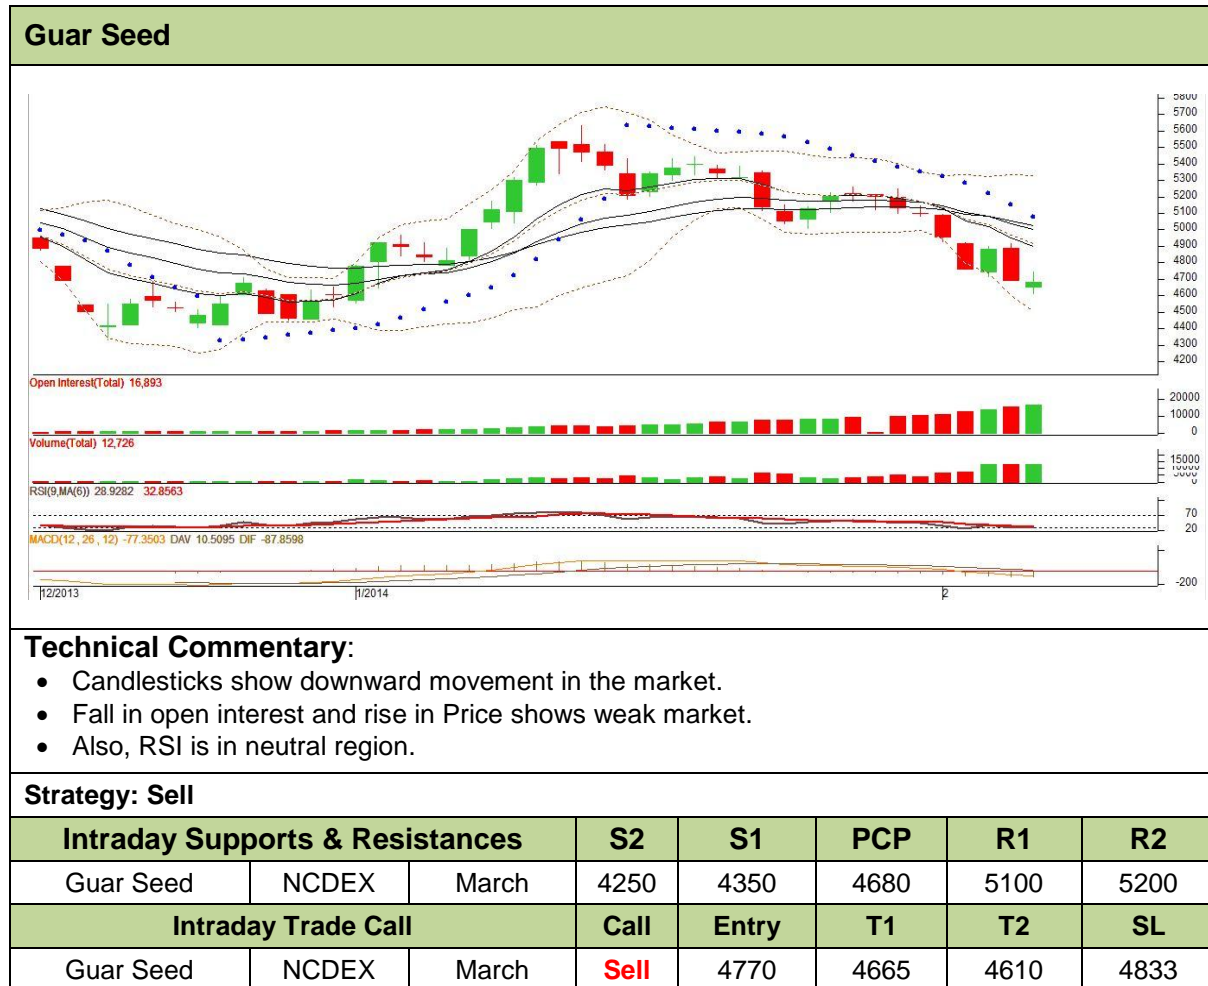 Guar Seed
5800
5700
5600
5500
5400
5300
5200
5100
4900
4800
4700
4600
4500
4400
4300
4200
Open Interest(Total) 16,893
20000
10000
0
Volume(Total) 12,726
15000
10000
5000
0
RSI(9,MA(6)) 28.9282 32.8563
70
20
MACD(12 , 26 , 12) -77.3503 DAV 10.5095 DIF -87.8598
-200
12/2013 1/2014 2
Technical Commentary:
• Candlesticks show downward movement in the market.
• Fall in open interest and rise in Price shows weak market.
• Also, RSI is in neutral region.
Strategy: Sell
Intraday Supports & Resistances S2 S1 PCP R1 R2
Guar Seed NCDEX March 4250 4350 4680 5100 5200
Intraday Trade Call Call Entry T1 T2 SL
Guar Seed NCDEX March Sell 4770 4665 4610 4833